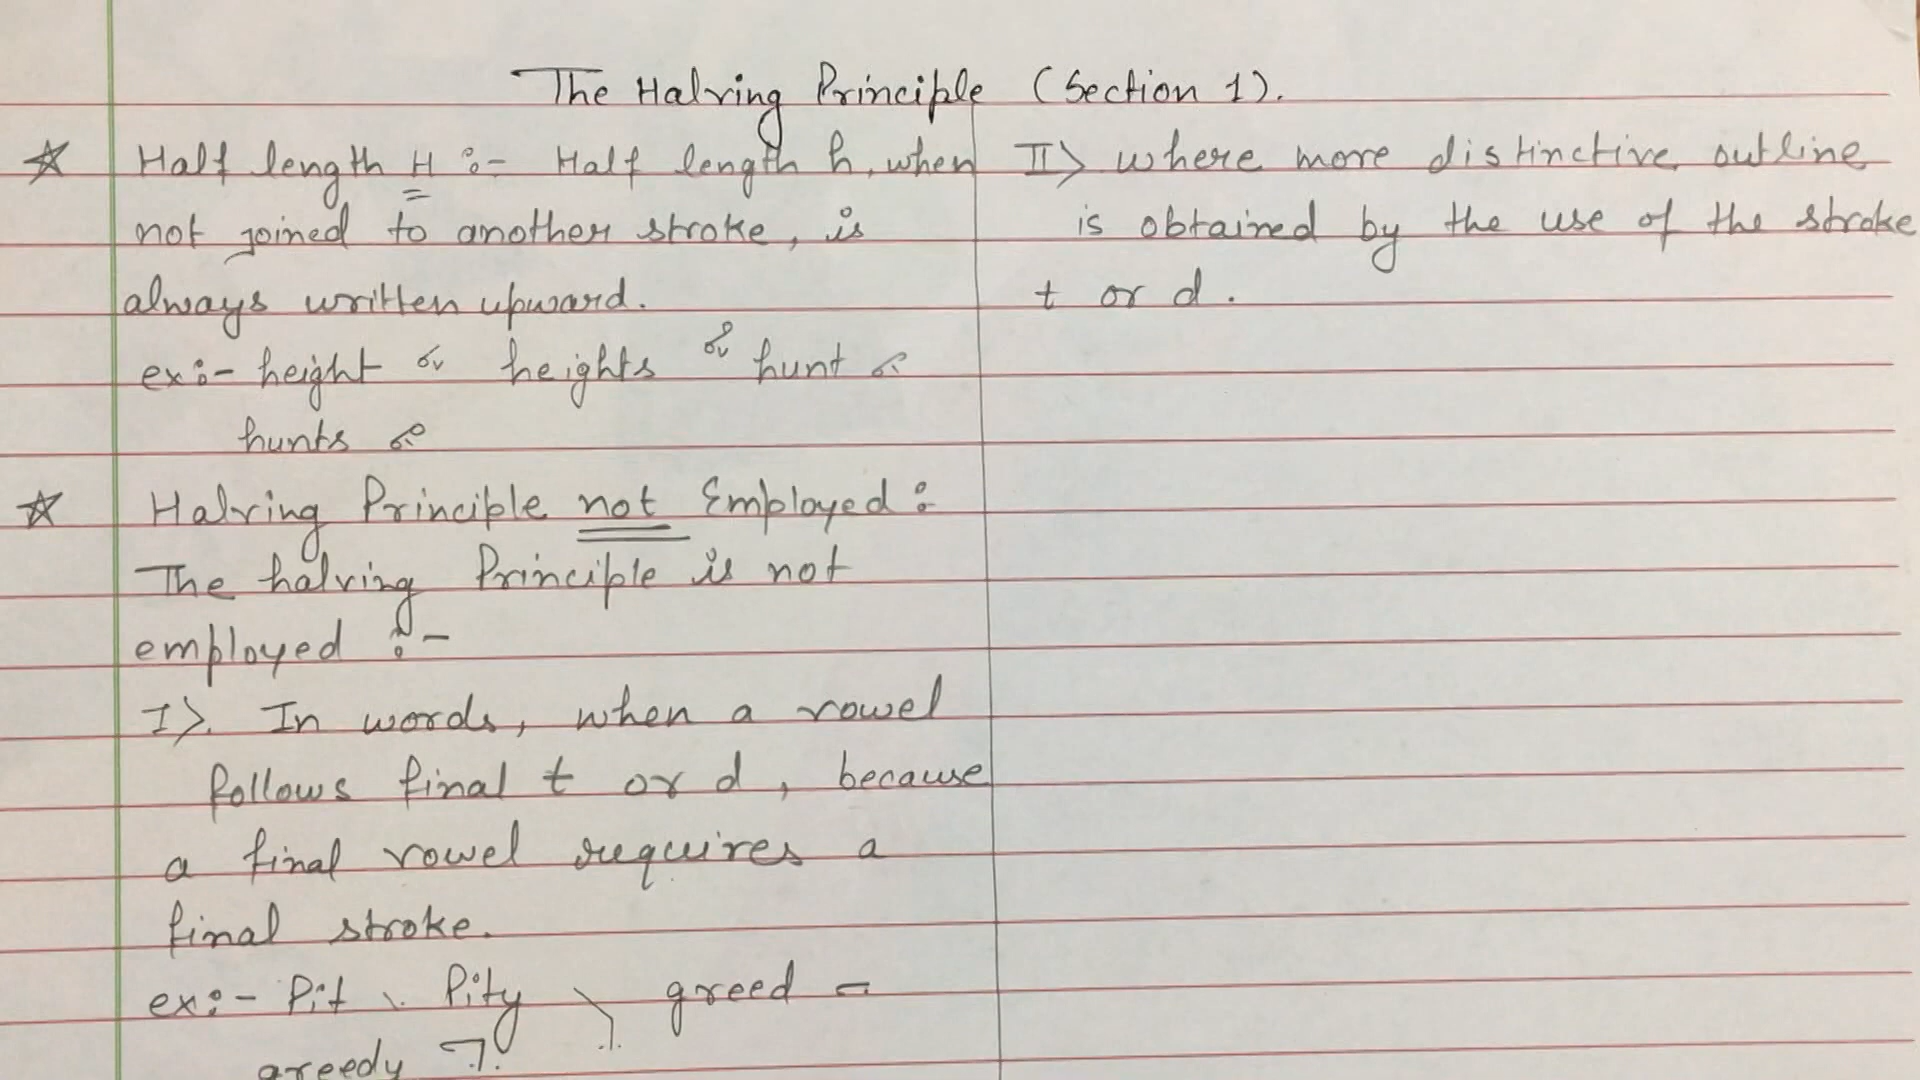 The Halving Principle (Section 1).
☆ Half length H :- Half length h, when
not joined to another stroke, is
always written upward.
ex:- height heights hunt
hunts
☆ Halving Principle not Employed :
The halving Principle is not
employed :-
I>. In words, when a vowel
follows final t or d, because
a final vowel requires a
final stroke.
ex:- Pit Pity greed
greedy
II> where more distinctive outline
is obtained by the use of the stroke
t or d.